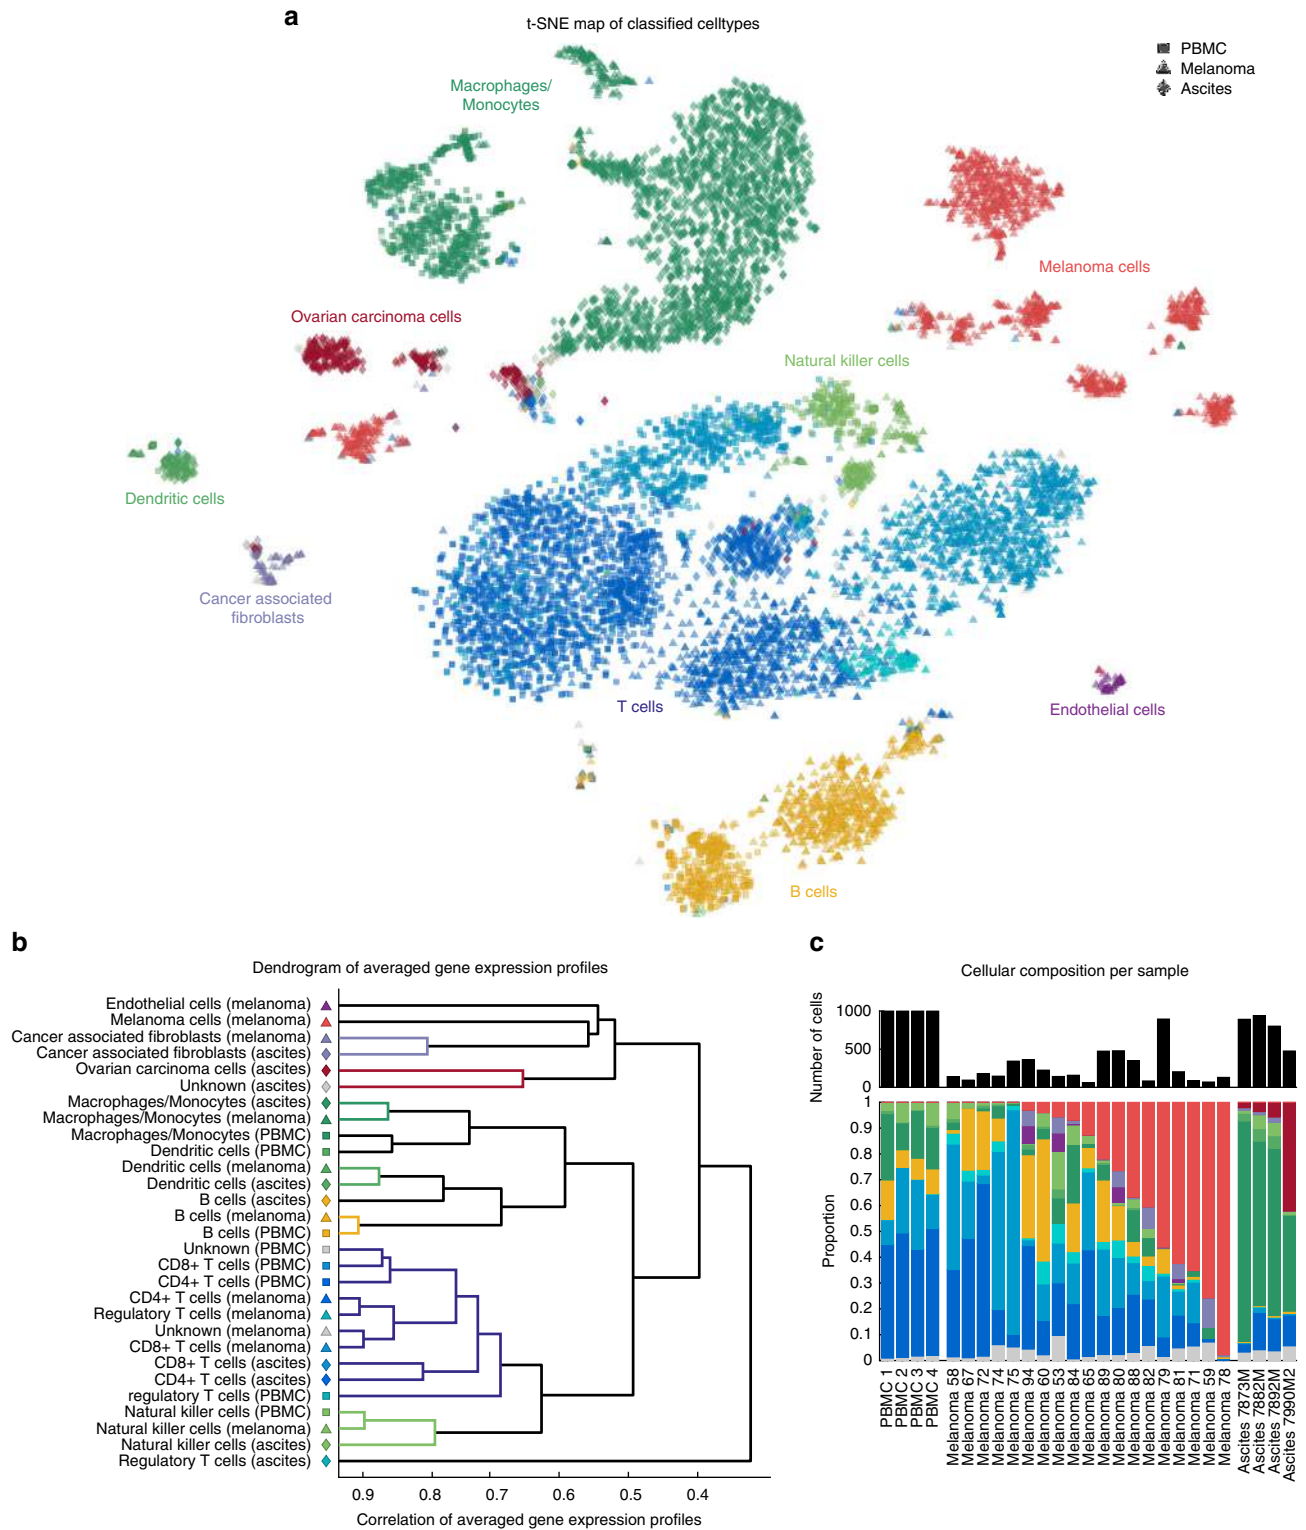 a
t-SNE map of classified celltypes
PBMC
Melanoma
Ascites
Macrophages/
Monocytes
Melanoma cells
Ovarian carcinoma cells
Natural killer cells
Dendritic cells
Cancer associated
fibroblasts
T cells
Endothelial cells
B cells
b
Dendrogram of averaged gene expression profiles
Endothelial cells (melanoma)
Melanoma cells (melanoma)
Cancer associated fibroblasts (melanoma)
Cancer associated fibroblasts (ascites)
Ovarian carcinoma cells (ascites)
Unknown (ascites)
Macrophages/Monocytes (ascites)
Macrophages/Monocytes (melanoma)
Macrophages/Monocytes (PBMC)
Dendritic cells (PBMC)
Dendritic cells (melanoma)
Dendritic cells (ascites)
B cells (ascites)
B cells (melanoma)
B cells (PBMC)
Unknown (PBMC)
CD8+ T cells (PBMC)
CD4+ T cells (PBMC)
CD4+ T cells (melanoma)
Regulatory T cells (melanoma)
Unknown (melanoma)
CD8+ T cells (melanoma)
CD8+ T cells (ascites)
CD4+ T cells (ascites)
regulatory T cells (PBMC)
Natural killer cells (PBMC)
Natural killer cells (melanoma)
Natural killer cells (ascites)
Regulatory T cells (ascites)
0.9 0.8 0.7 0.6 0.5 0.4
Correlation of averaged gene expression profiles
c
Cellular composition per sample
Number of cells
1000
500
0
Proportion
1
0.9
0.8
0.7
0.6
0.5
0.4
0.3
0.2
0.1
0
PBMC 1
PBMC 2
PBMC 3
PBMC 4
Melanoma 58
Melanoma 67
Melanoma 72
Melanoma 74
Melanoma 75
Melanoma 94
Melanoma 60
Melanoma 53
Melanoma 84
Melanoma 65
Melanoma 89
Melanoma 80
Melanoma 88
Melanoma 82
Melanoma 79
Melanoma 81
Melanoma 71
Melanoma 59
Melanoma 78
Ascites 7873M
Ascites 7882M
Ascites 7892M
Ascites 7990M2